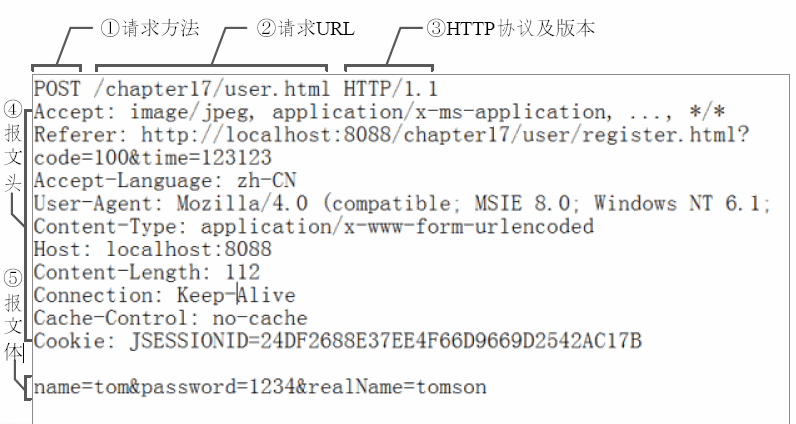 ①请求方法 ②请求URL ③HTTP协议及版本
POST /chapter17/user.html HTTP/1.1
④报文头
Accept: image/jpeg, application/x-ms-application, ..., */*
Referer: http://localhost:8088/chapter17/user/register.html?
code=100&time=123123
Accept-Language: zh-CN
User-Agent: Mozilla/4.0 (compatible; MSIE 8.0; Windows NT 6.1;
Content-Type: application/x-www-form-urlencoded
Host: localhost:8088
Content-Length: 112
Connection: Keep-Alive
Cache-Control: no-cache
Cookie: JSESSIONID=24DF2688E37EE4F66D9669D2542AC17B
⑤报文体
name=tom&password=1234&realName=tomson